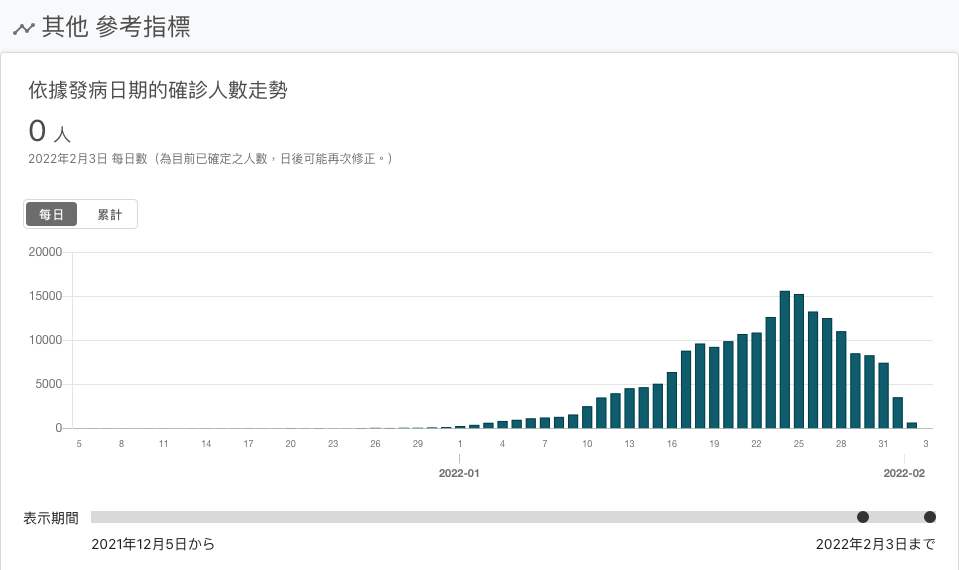 其他 參考指標
依據發病日期的確診人數走勢
0 人
2022年2月3日 每日數（為目前已確定之人數，日後可能再次修正。）
每日 累計
20000
15000
10000
5000
0
5 8 11 14 17 20 23 26 29 1 4 7 10 13 16 19 22 25 28 31 3
2022-01 2022-02
表示期間
2021年12月5日から 2022年2月3日まで